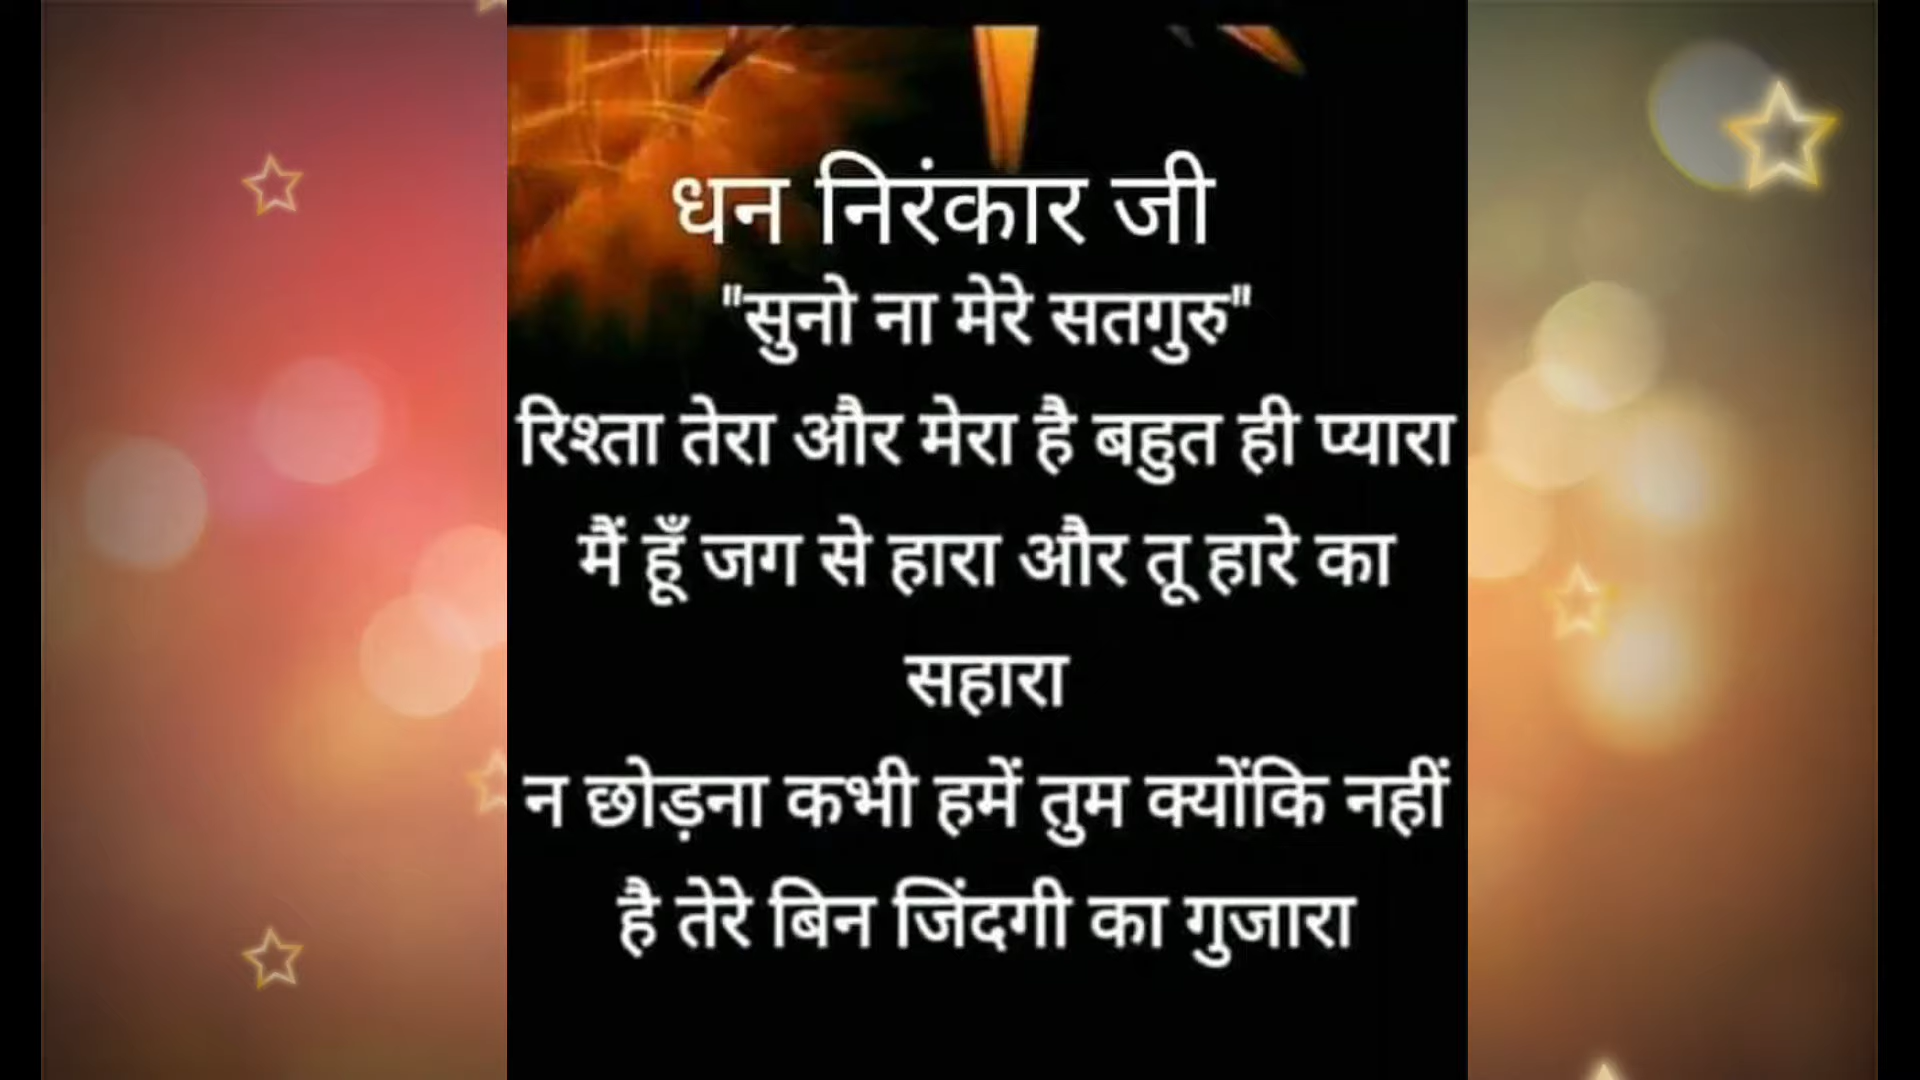 धन निरंकार जी
"सुनो ना मेरे सतगुरु"
रिश्ता तेरा और मेरा है बहुत ही प्यारा
मैं हूँ जग से हारा और तू हारे का
सहारा
न छोड़ना कभी हमें तुम क्योंकि नहीं
है तेरे बिन जिंदगी का गुजारा